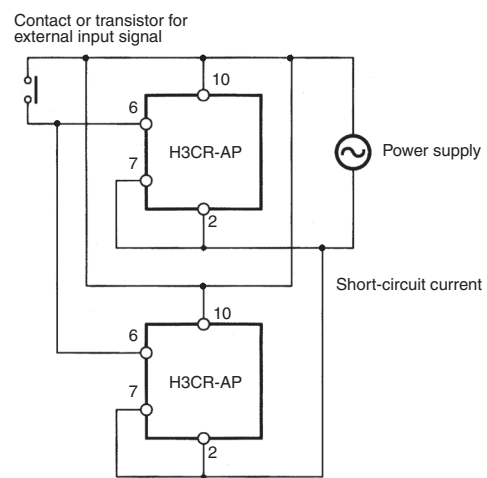 Contact or transistor for
external input signal
10
6
H3CR-AP
7
2
Power supply
Short-circuit current
10
6
H3CR-AP
7
2